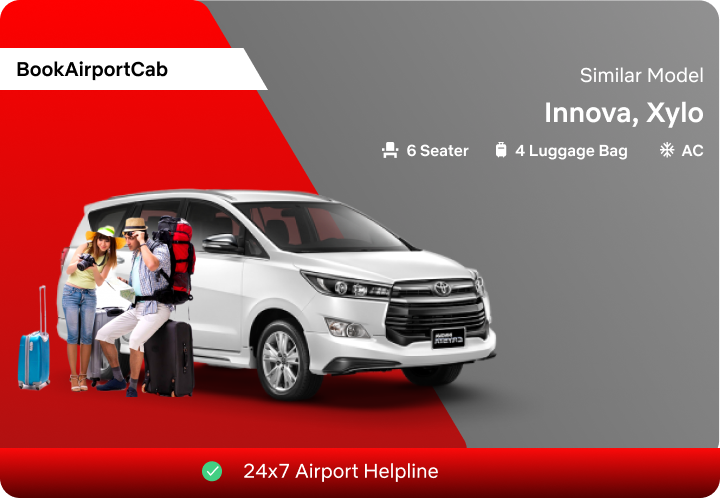 BookAirportCab
Similar Model
Innova, Xylo
6 Seater
4 Luggage Bag
AC
24x7 Airport Helpline